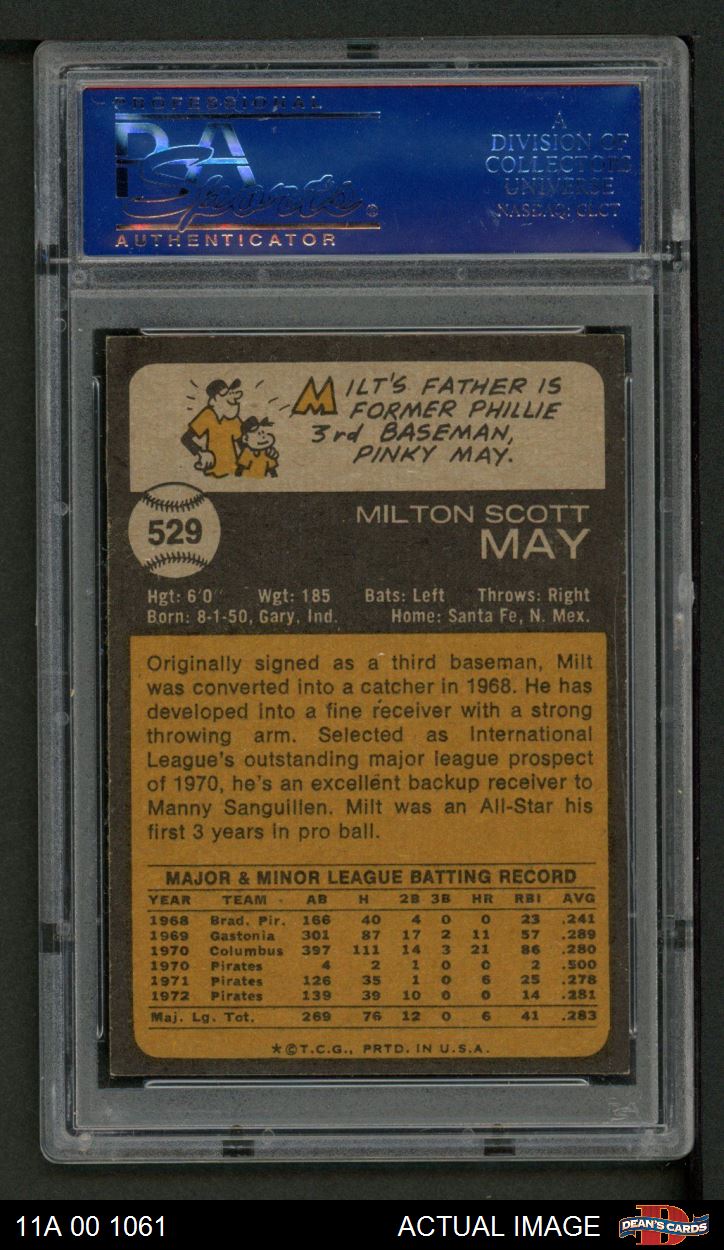 PROFESSIONAL
PSA
Sports ®
AUTHENTICATOR
A
DIVISION OF
COLLECTORS
UNIVERSE
NASDAQ: CLCT
MILT'S FATHER IS
FORMER PHILLIE
3rd BASEMAN,
PINKY MAY.
529
MILTON SCOTT
MAY
Hgt: 6'0" Wgt: 185 Bats: Left Throws: Right
Born: 8-1-50, Gary, Ind. Home: Santa Fe, N. Mex.
Originally signed as a third baseman, Milt
was converted into a catcher in 1968. He has
developed into a fine receiver with a strong
throwing arm. Selected as International
League's outstanding major league prospect
of 1970, he's an excellent backup receiver to
Manny Sanguillen. Milt was an All-Star his
first 3 years in pro ball.
MAJOR & MINOR LEAGUE BATTING RECORD
YEAR TEAM AB H 2B 3B HR RBI AVG
1968 Brad. Pir. 166 40 4 0 0 23 .241
1969 Gastonia 301 87 17 2 11 57 .289
1970 Columbus 397 111 14 3 21 86 .280
1970 Pirates 4 2 1 0 0 2 .500
1971 Pirates 126 35 1 0 6 25 .278
1972 Pirates 139 39 10 0 0 14 .281
Maj. Lg. Tot. 269 76 12 0 6 41 .283
★©T.C.G., PRTD. IN U.S.A.
PSA
11A 00 1061
ACTUAL IMAGE
D
DEAN'S CARDS